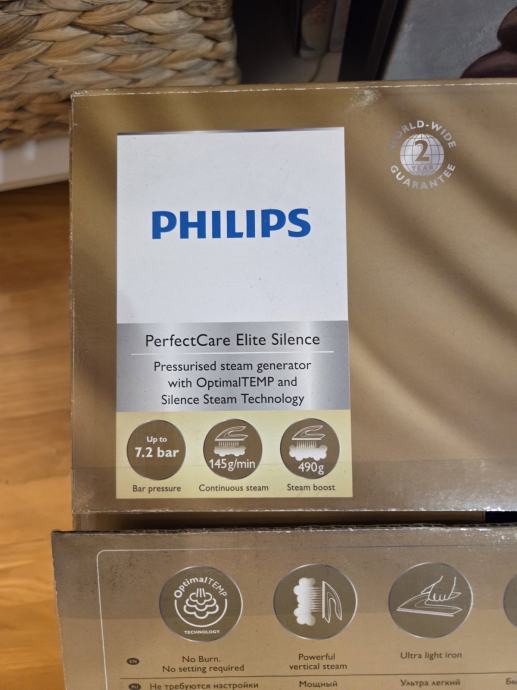 WORLD-WIDE
2
YEAR
GUARANTEE
PHILIPS
PerfectCare Elite Silence
Pressurised steam generator
with OptimalTEMP and
Silence Steam Technology
Up to
7.2 bar
145g/min
490g
Bar pressure
Continuous steam
Steam boost
OptimalTEMP
TECHNOLOGY
EN
No Burn.
No setting required
Powerful
vertical steam
Ultra light iron
RU
Не требуются настройки
Мощный
Ультра легкий